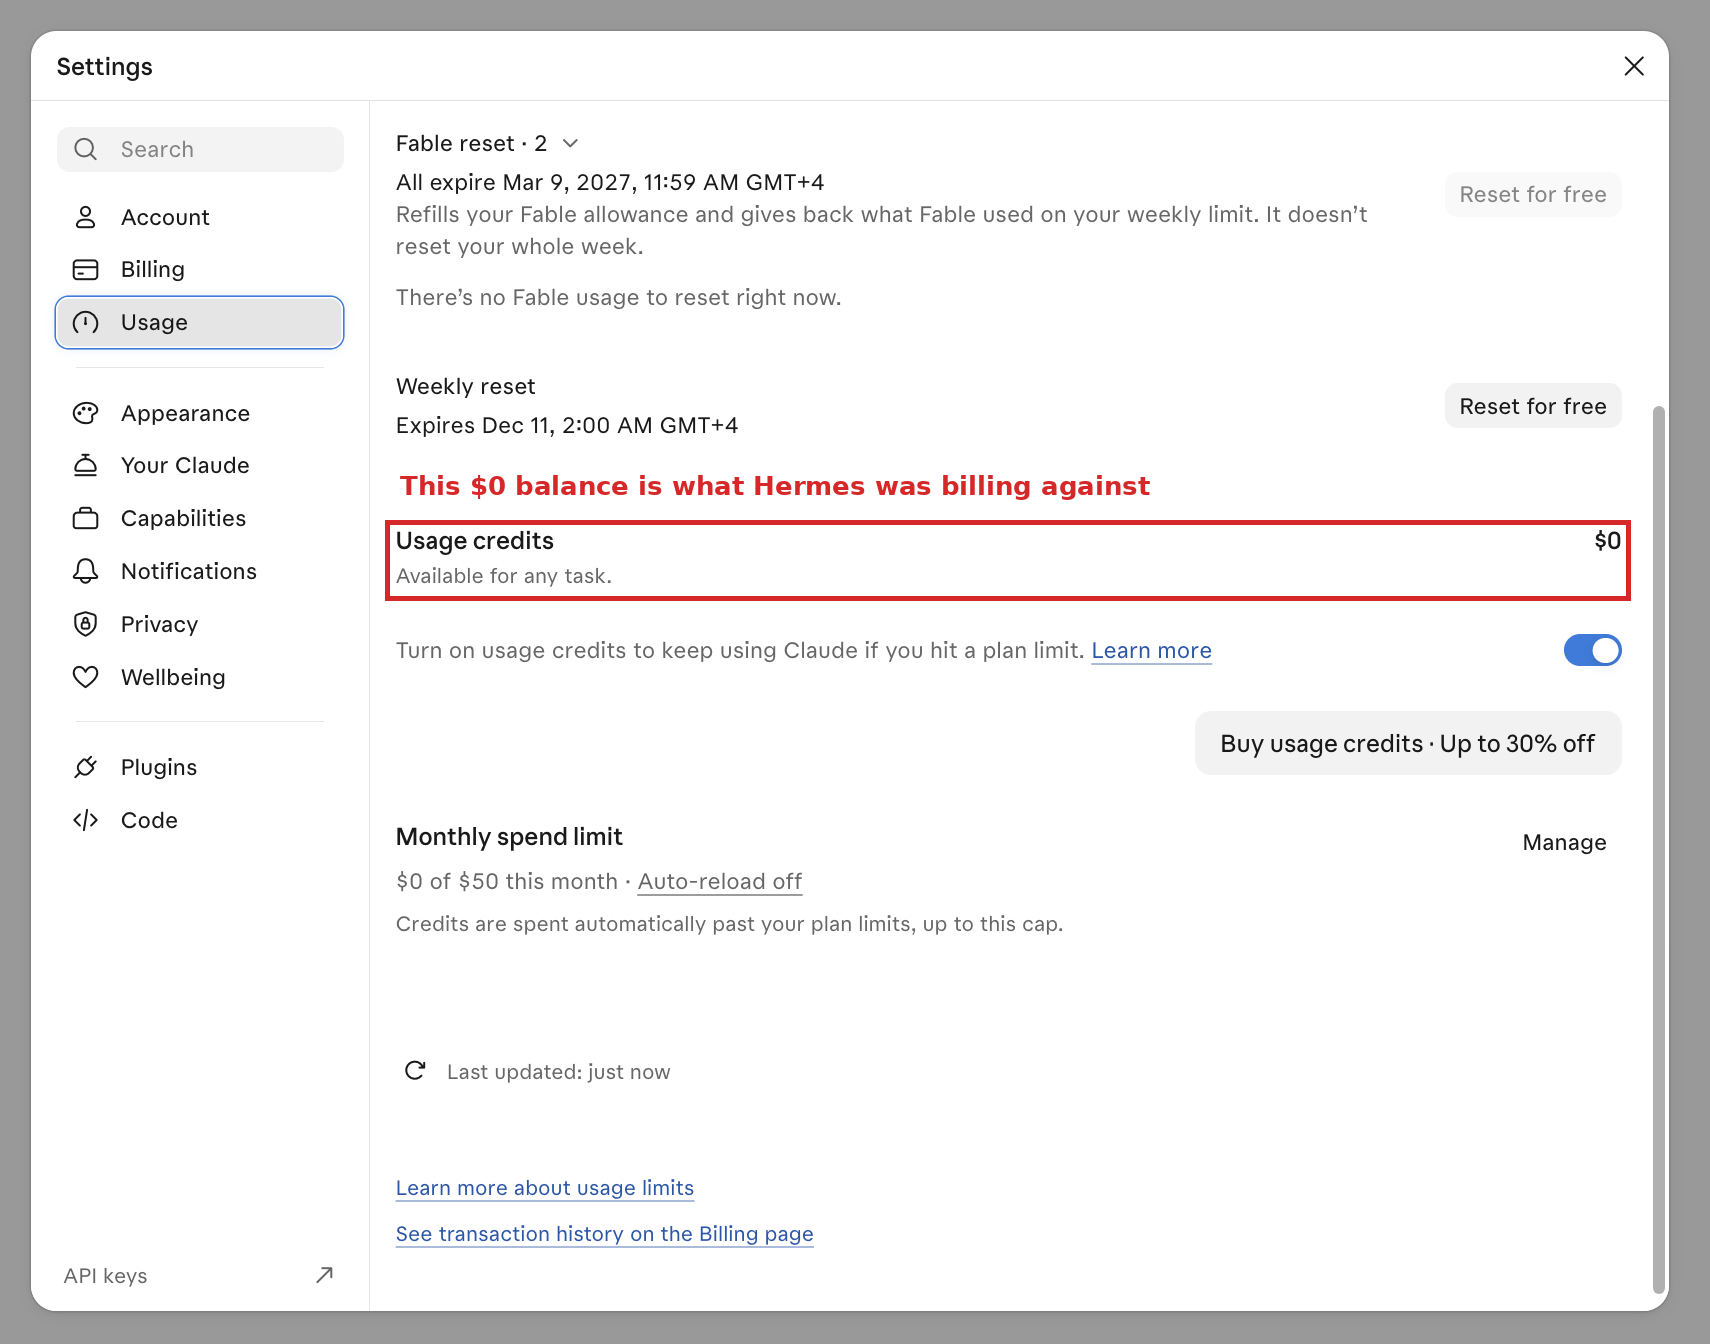 Settings
Search
Account
Billing
Usage
Appearance
Your Claude
Capabilities
Notifications
Privacy
Wellbeing
Plugins
Code
API keys
Fable reset · 2
All expire Mar 9, 2027, 11:59 AM GMT+4
Refills your Fable allowance and gives back what Fable used on your weekly limit. It doesn’t
reset your whole week.
Reset for free
There’s no Fable usage to reset right now.
Weekly reset
Expires Dec 11, 2:00 AM GMT+4
Reset for free
This $0 balance is what Hermes was billing against
Usage credits
$0
Available for any task.
Turn on usage credits to keep using Claude if you hit a plan limit. Learn more
Buy usage credits · Up to 30% off
Monthly spend limit
Manage
$0 of $50 this month · Auto-reload off
Credits are spent automatically past your plan limits, up to this cap.
Last updated: just now
Learn more about usage limits
See transaction history on the Billing page